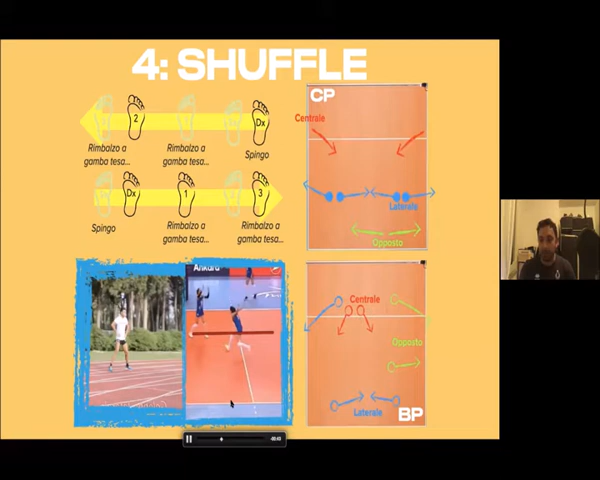 4: SHUFFLE
2
Dx
Rimbalzo a
gamba tesa...
Rimbalzo a
gamba tesa...
Spingo
Dx
1
3
Spingo
Rimbalzo a
gamba tesa...
Rimbalzo a
gamba tesa...
CP
Centrale
Laterale
Opposto
Ankara
Centrale
Opposto
Laterale
BP